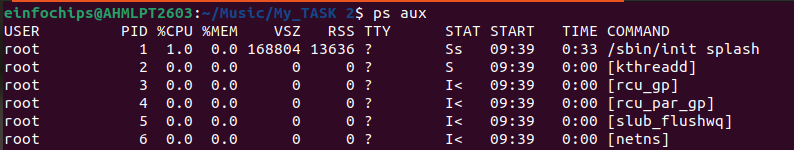 einfochips@AHMLPT2603:~/Music/My_TASK 2$ ps aux
USER         PID %CPU %MEM    VSZ   RSS TTY      STAT START   TIME COMMAND
root           1  1.0  0.0 168804 13636 ?        Ss   09:39   0:33 /sbin/init splash
root           2  0.0  0.0      0     0 ?        S    09:39   0:00 [kthreadd]
root           3  0.0  0.0      0     0 ?        I<   09:39   0:00 [rcu_gp]
root           4  0.0  0.0      0     0 ?        I<   09:39   0:00 [rcu_par_gp]
root           5  0.0  0.0      0     0 ?        I<   09:39   0:00 [slub_flushwq]
root           6  0.0  0.0      0     0 ?        I<   09:39   0:00 [netns]